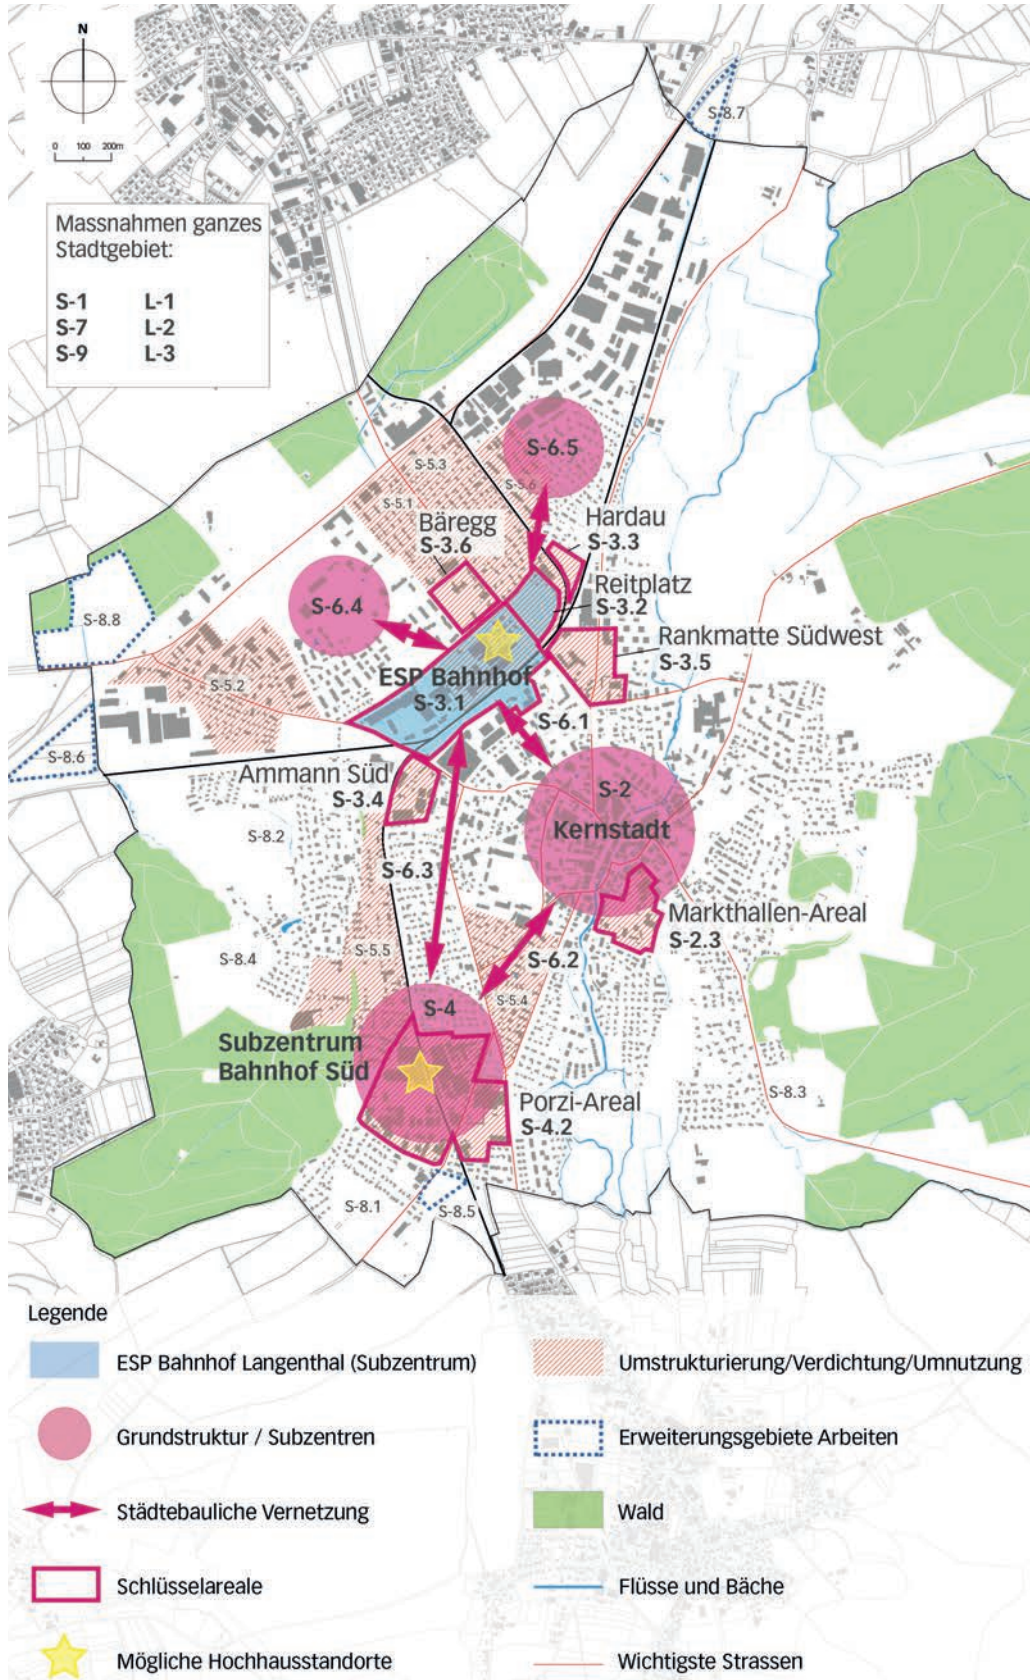 N
0 100 200m
Massnahmen ganzes
Stadtgebiet:
S-1 L-1
S-7 L-2
S-9 L-3
S-8.7
S-6.5
S-5.3
S-5.1
S-5.6
Bäregg
S-3.6
Hardau
S-3.3
Reitplatz
S-3.2
S-6.4
S-8.8
Rankmatte Südwest
S-3.5
ESP Bahnhof
S-3.1
S-5.2
S-6.1
S-8.6
Ammann Süd
S-3.4
S-2
Kernstadt
S-8.2
S-6.3
Markthallen-Areal
S-2.3
S-8.4
S-5.5
S-6.2
S-5.4
S-4
Subzentrum
Bahnhof Süd
S-8.3
Porzi-Areal
S-4.2
S-8.1
S-8.5
Legende
ESP Bahnhof Langenthal (Subzentrum)
Umstrukturierung/Verdichtung/Umnutzung
Grundstruktur / Subzentren
Erweiterungsgebiete Arbeiten
Städtebauliche Vernetzung
Wald
Schlüsselareale
Flüsse und Bäche
Mögliche Hochhausstandorte
Wichtigste Strassen